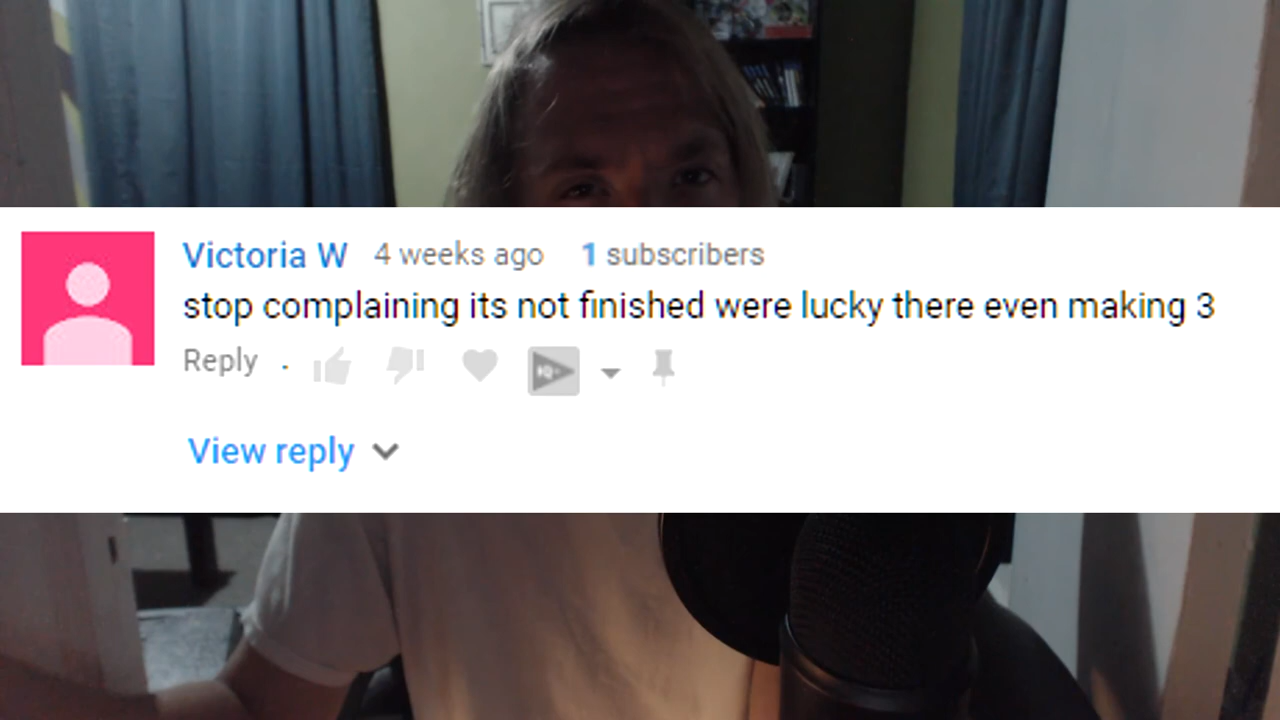 Victoria W 4 weeks ago 1 subscribers
stop complaining its not finished were lucky there even making 3
Reply .
View reply